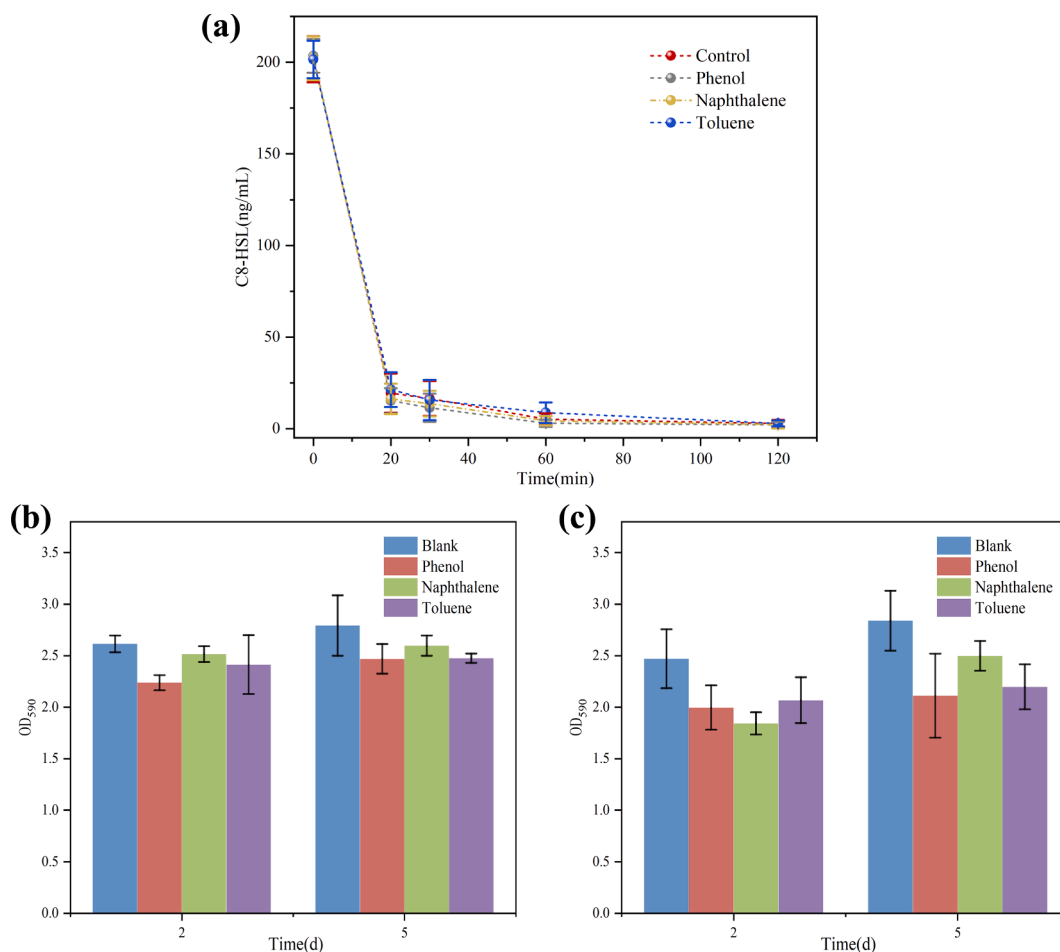 (a)
C8-HSL(ng/mL)
200
150
100
50
0
Control
Phenol
Naphthalene
Toluene
0 20 40 60 80 100 120
Time(min)
(b)
OD590
3.5
3.0
2.5
2.0
1.5
1.0
0.5
0.0
Blank
Phenol
Naphthalene
Toluene
2 5
Time(d)
(c)
OD590
3.5
3.0
2.5
2.0
1.5
1.0
0.5
0.0
Blank
Phenol
Naphthalene
Toluene
2 5
Time(d)